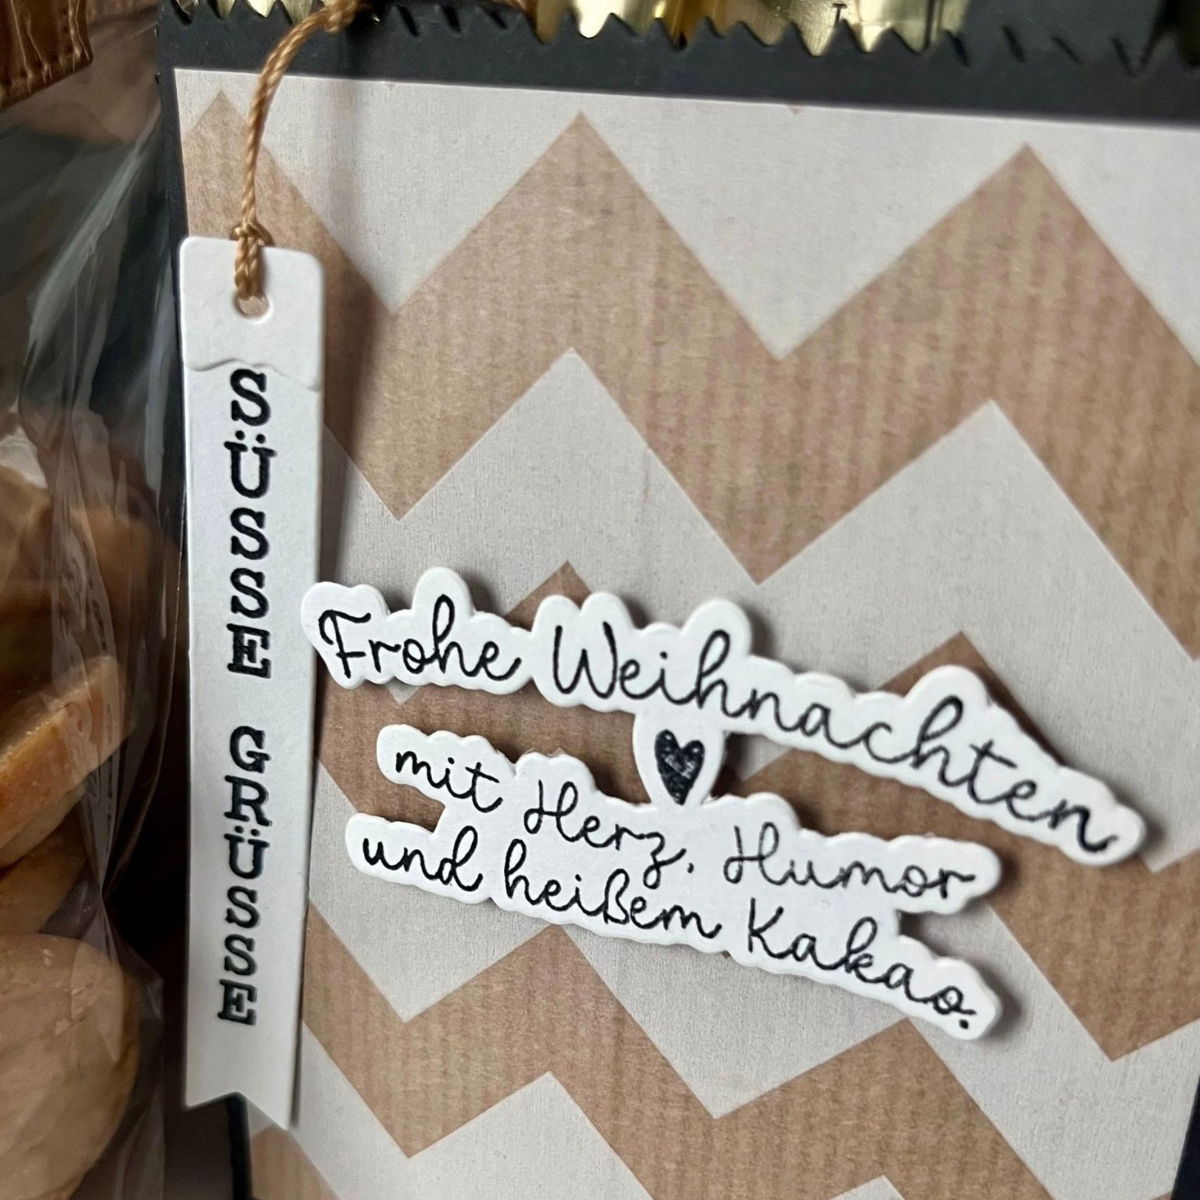 SÜSSE GRÜSSE
Frohe Weihnachten
mit Herz, Humor
und heißem Kakao.